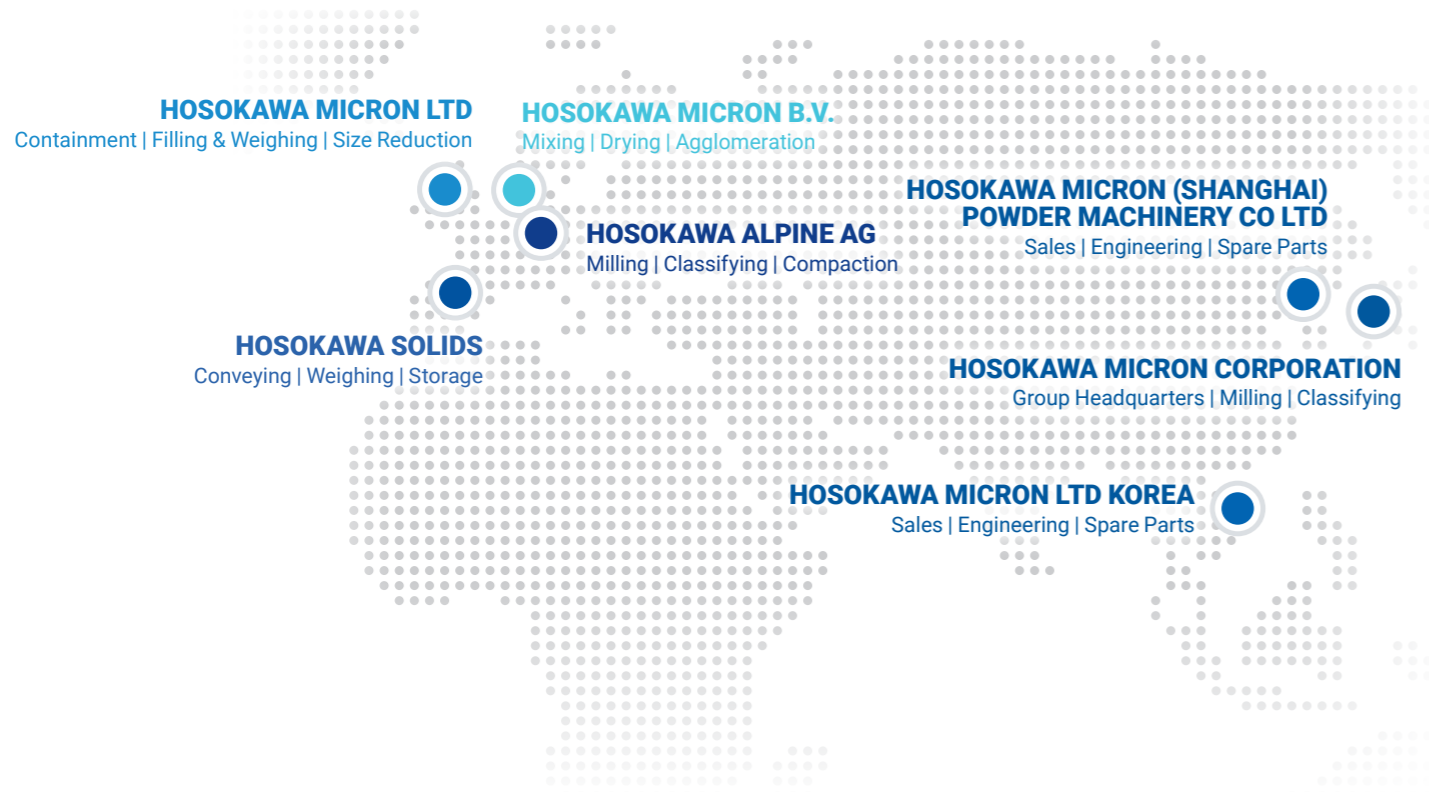 HOSOKAWA MICRON LTD
Containment | Filling & Weighing | Size Reduction
HOSOKAWA MICRON B.V.
Mixing | Drying | Agglomeration
HOSOKAWA MICRON (SHANGHAI)
POWDER MACHINERY CO LTD
Sales | Engineering | Spare Parts
HOSOKAWA ALPINE AG
Milling | Classifying | Compaction
HOSOKAWA SOLIDS
Conveying | Weighing | Storage
HOSOKAWA MICRON CORPORATION
Group Headquarters | Milling | Classifying
HOSOKAWA MICRON LTD KOREA
Sales | Engineering | Spare Parts